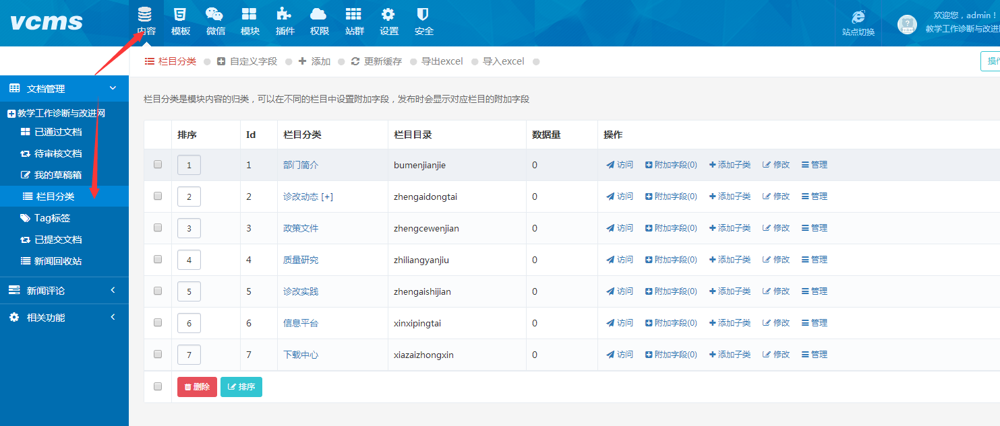 vcms
内容 模板 微信 模块 插件 权限 站群 设置 安全
站点切换
欢迎您，admin！
教学工作诊断与改进
栏目分类 自定义字段 添加 更新缓存 导出excel 导入excel
操作
文档管理
教学工作诊断与改进网
已通过文档
待审核文档
我的草稿箱
栏目分类
Tag标签
已提交文档
新闻回收站
新闻评论
相关功能
栏目分类是模块内容的归类，可以在不同的栏目中设置附加字段，发布时会显示对应栏目的附加字段
排序 Id 栏目分类 栏目目录 数据量 操作
1 1 部门简介 bumenjianjie 0 访问 附加字段(0) 添加子类 修改 管理
2 2 诊改动态 [+] zhengaidongtai 0 访问 附加字段(0) 添加子类 修改 管理
3 3 政策文件 zhengcewenjian 0 访问 附加字段(0) 添加子类 修改 管理
4 4 质量研究 zhiliangyanjiu 0 访问 附加字段(0) 添加子类 修改 管理
5 5 诊改实践 zhengaishijian 0 访问 附加字段(0) 添加子类 修改 管理
6 6 信息平台 xinxipingtai 0 访问 附加字段(0) 添加子类 修改 管理
7 7 下载中心 xiazaizhongxin 0 访问 附加字段(0) 添加子类 修改 管理
删除 排序